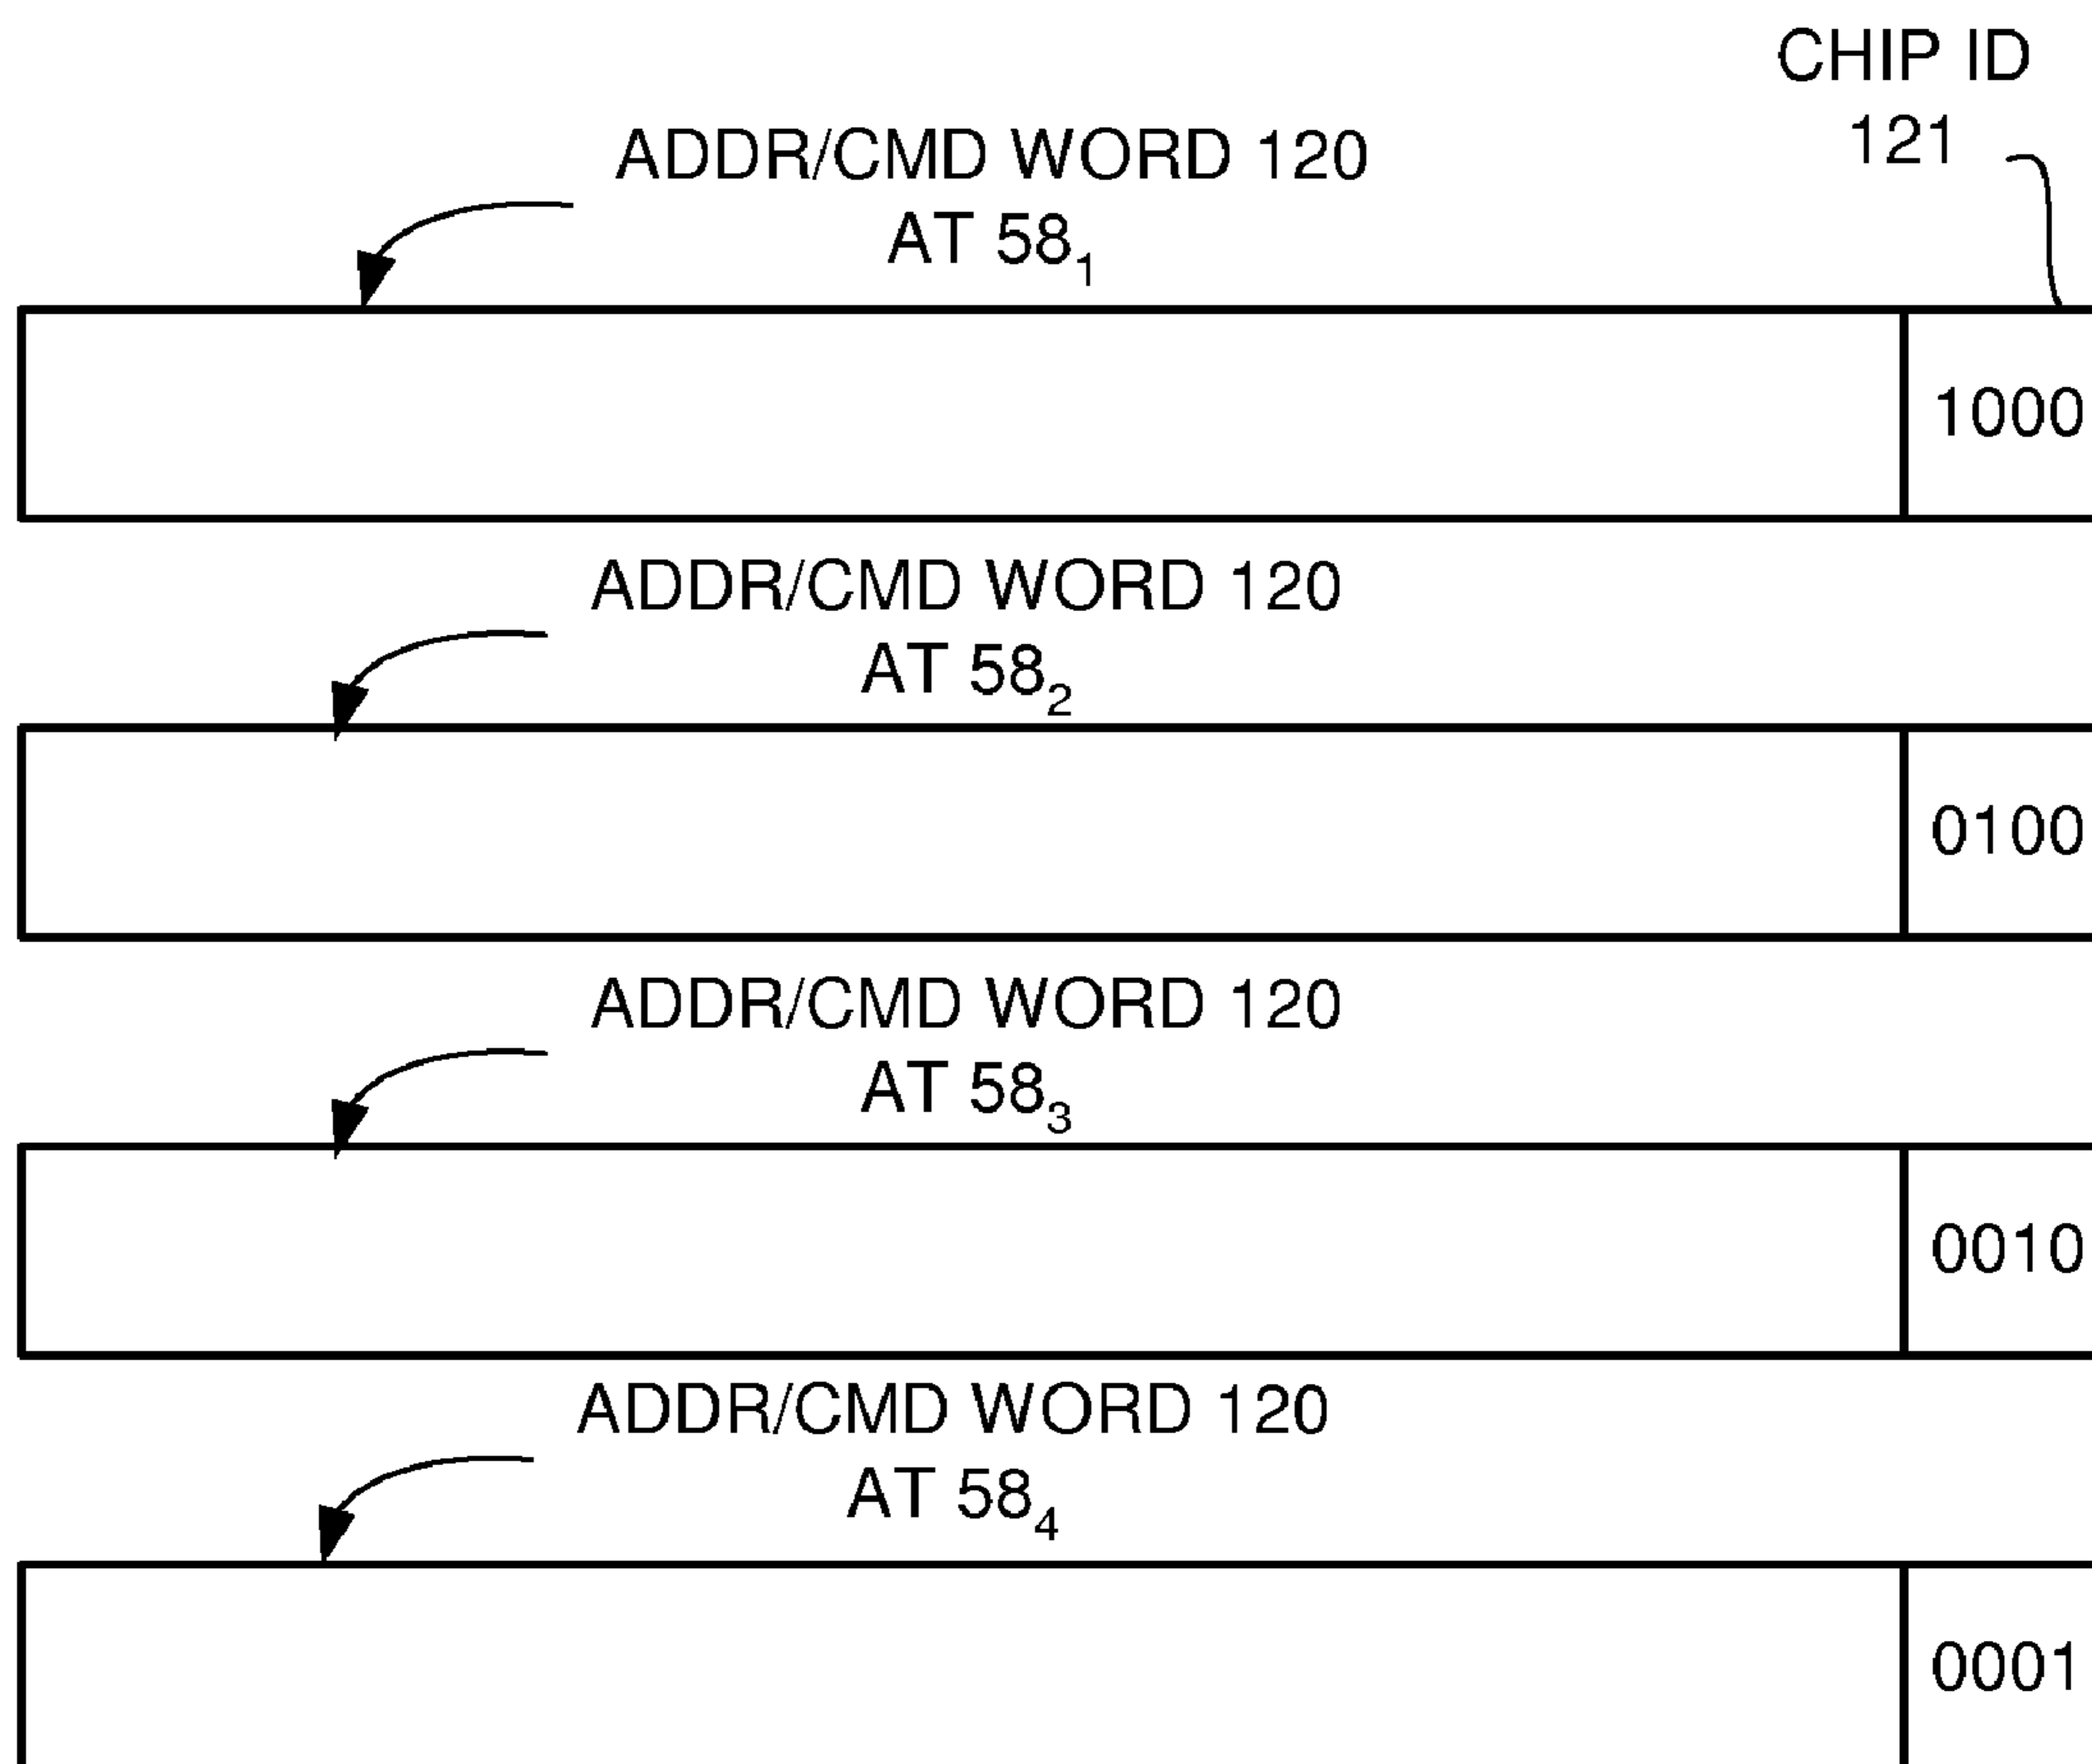 CHIP ID
121
ADDR/CMD WORD 120
AT 58₁
1000
ADDR/CMD WORD 120
AT 58₂
0100
ADDR/CMD WORD 120
AT 58₃
0010
ADDR/CMD WORD 120
AT 58₄
0001